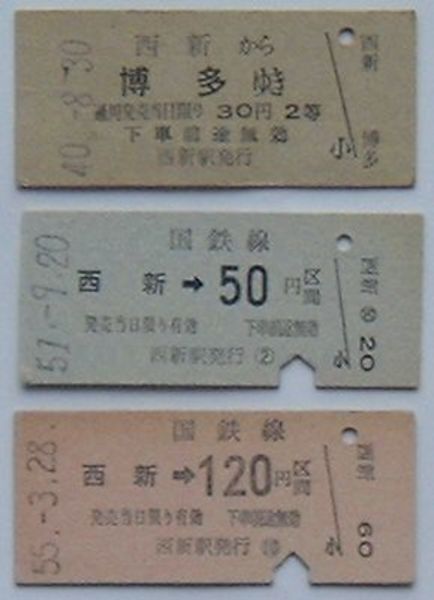 40.-8.30
西新から
博多ゆき
通用発売当日限り 30円 2等
下車前途無効
西新駅発行
小
西新
博多
51.-9.20
国鉄線
西新 ➡ 50円区間
発売当日限り有効 下車前途無効
西新駅発行 ②
小
西新
20
55.-3.28.
国鉄線
西新 ➡ 120円区間
発売当日限り有効 下車前途無効
西新駅発行
小
西新
60